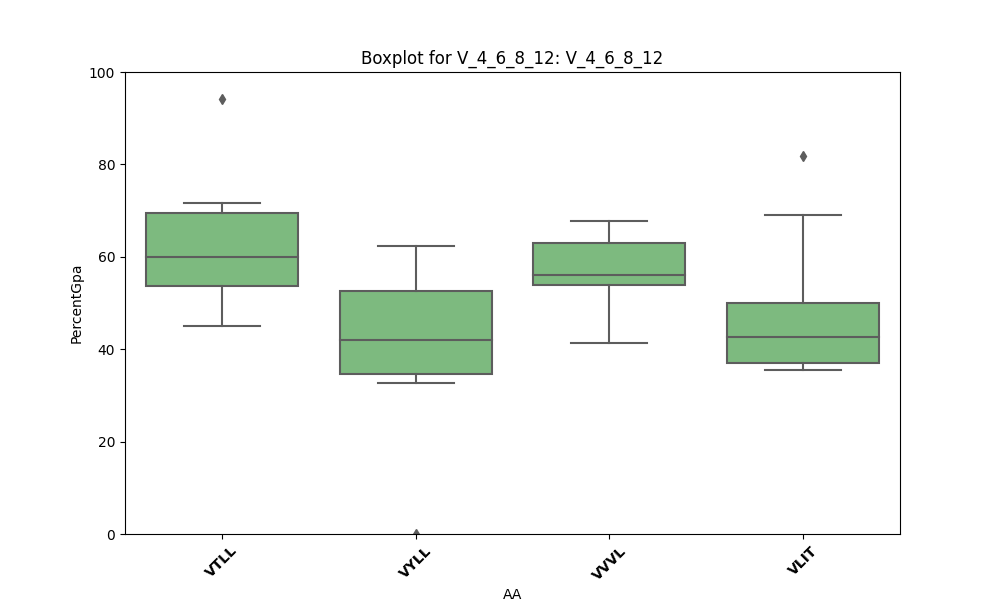 Boxplot for V_4_6_8_12: V_4_6_8_12
100
80
60
40
20
0
PercentGpa
VTLL
VYLL
VVVL
VLIT
AA